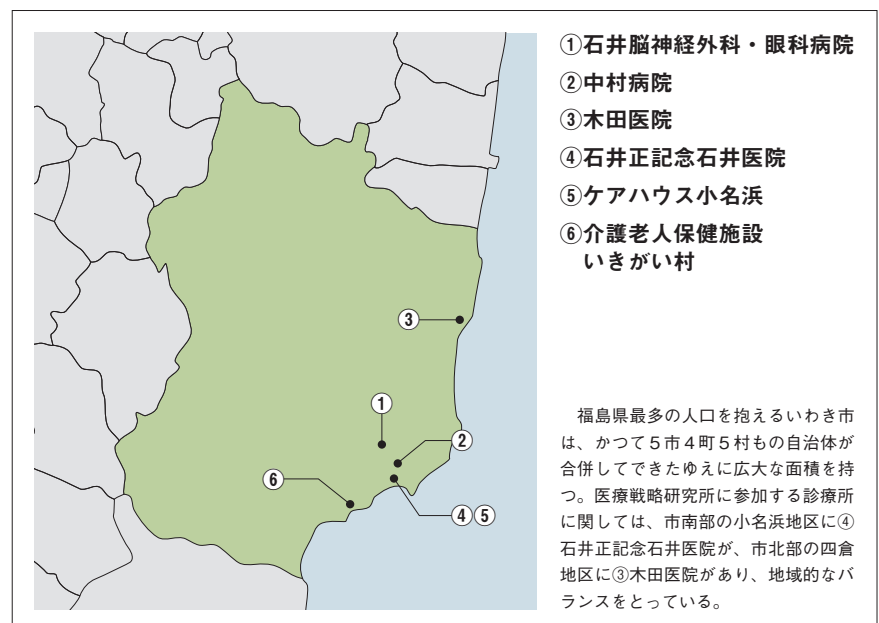 ①石井脳神経外科・眼科病院
②中村病院
③木田医院
④石井正記念石井医院
⑤ケアハウス小名浜
⑥介護老人保健施設
いきがい村
③
①
②
⑥
④⑤
福島県最多の人口を抱えるいわき市
は、かつて５市４町５村もの自治体が
合併してできたゆえに広大な面積を持
つ。医療戦略研究所に参加する診療所
に関しては、市南部の小名浜地区に④
石井正記念石井医院が、市北部の四倉
地区に③木田医院があり、地域的なバ
ランスをとっている。